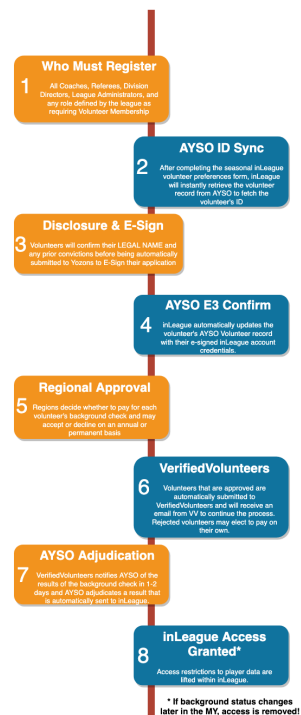 Who Must Register
1
All Coaches, Referees, Division
Directors, League Administrators, and
any role defined by the league as
requiring Volunteer Membership
AYSO ID Sync
2
After completing the seasonal inLeague
volunteer preferences form, inLeague
will instantly retrieve the volunteer
record from AYSO to fetch the
volunteer's ID
Disclosure & E-Sign
3
Volunteers will confirm their LEGAL NAME and
any prior convictions before being automatically
submitted to Yozons to E-Sign their application
AYSO E3 Confirm
4
inLeague automatically updates the
volunteer's AYSO Volunteer record
with their e-signed inLeague account
credentials.
Regional Approval
5
Regions decide whether to pay for each
volunteer's background check and may
accept or decline on an annual or
permanent basis
VerifiedVolunteers
6
Volunteers that are approved are
automatically submitted to
VerifiedVolunteers and will receive an
email from VV to continue the process.
Rejected volunteers may elect to pay on
their own.
AYSO Adjudication
7
VerifiedVolunteers notifies AYSO of the
results of the background check in 1-2
days and AYSO adjudicates a result that
is automatically sent to inLeague.
inLeague Access
Granted*
8
Access restrictions to player data are
lifted within inLeague.
* If background status changes
later in the MY, access is removed!